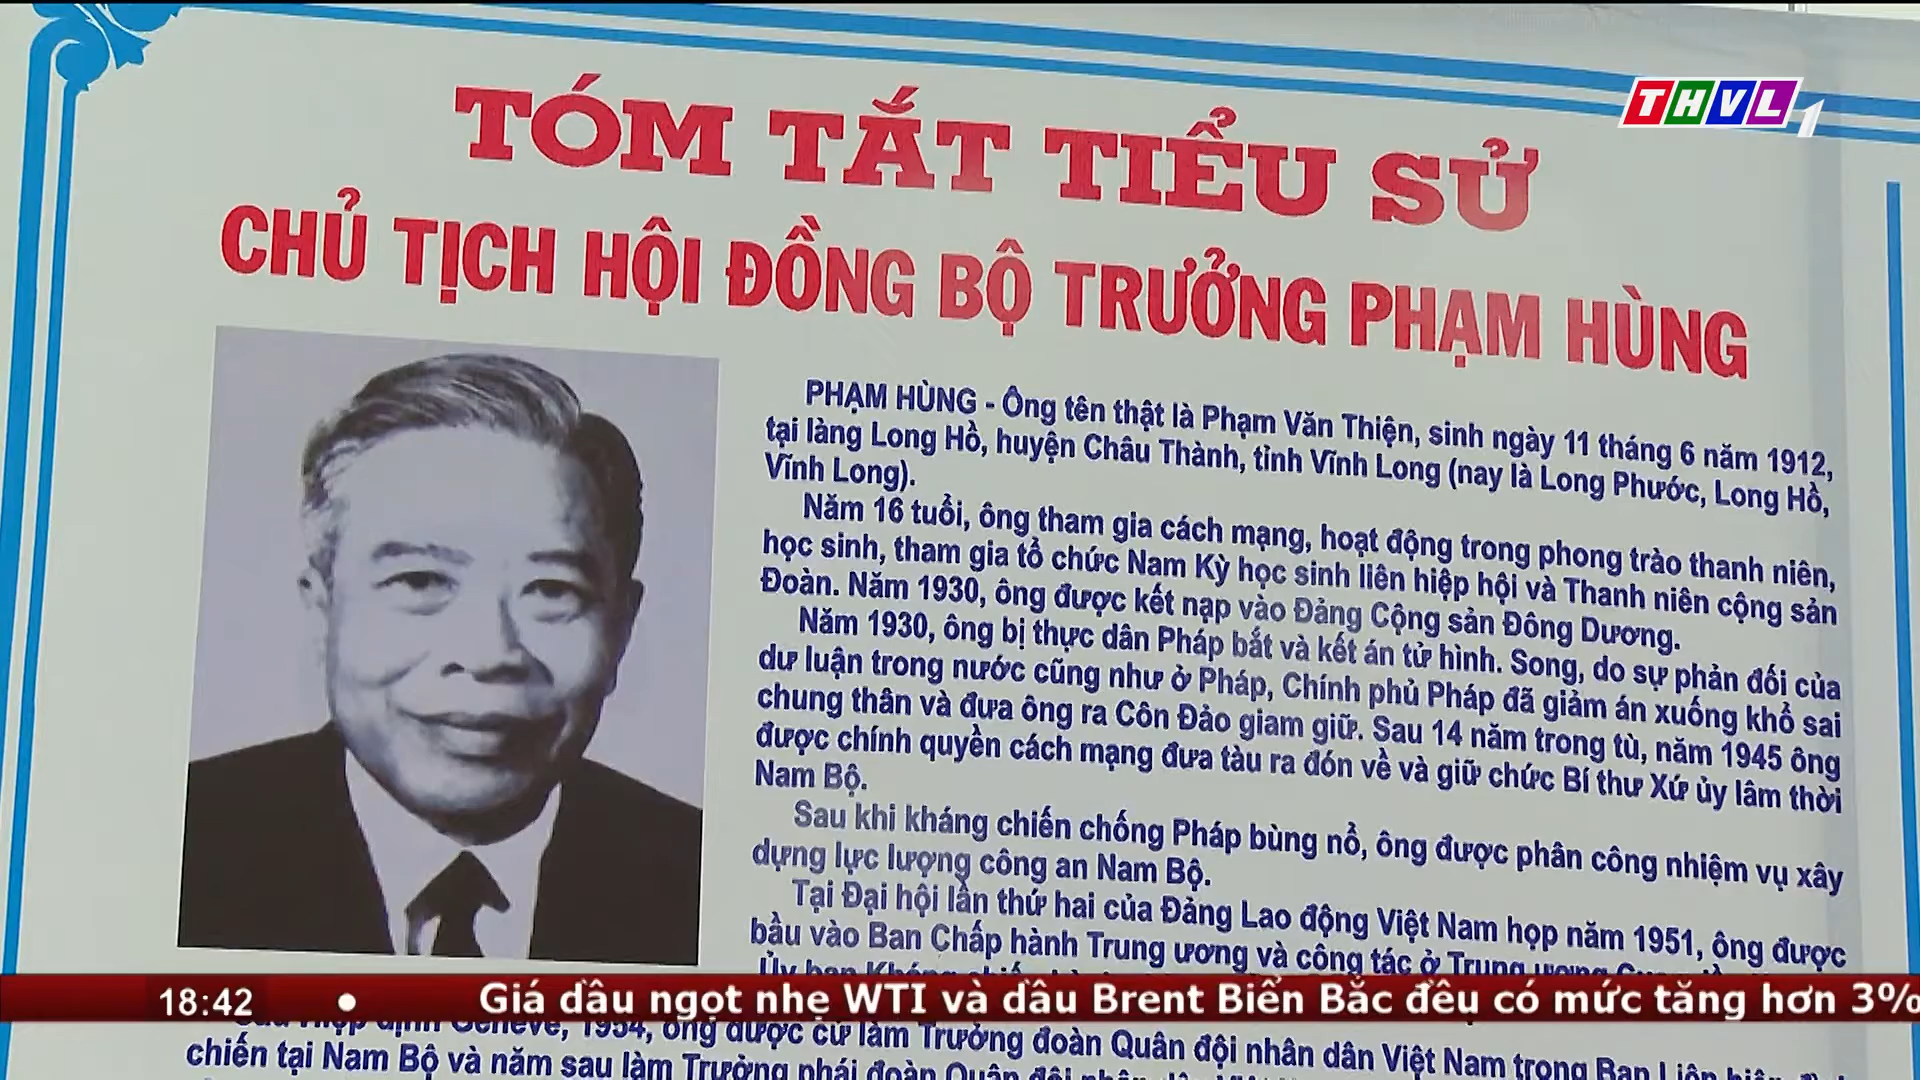 THVL1
TÓM TẮT TIỂU SỬ
CHỦ TỊCH HỘI ĐỒNG BỘ TRƯỞNG PHẠM HÙNG
PHẠM HÙNG - Ông tên thật là Phạm Văn Thiện, sinh ngày 11 tháng 6 năm 1912,
tại làng Long Hồ, huyện Châu Thành, tỉnh Vĩnh Long (nay là Long Phước, Long Hồ,
Vĩnh Long).
Năm 16 tuổi, ông tham gia cách mạng, hoạt động trong phong trào thanh niên,
học sinh, tham gia tổ chức Nam Kỳ học sinh liên hiệp hội và Thanh niên cộng sản
Đoàn. Năm 1930, ông được kết nạp vào Đảng Cộng sản Đông Dương.
Năm 1930, ông bị thực dân Pháp bắt và kết án tử hình. Song, do sự phản đối của
dư luận trong nước cũng như ở Pháp, Chính phủ Pháp đã giảm án xuống khổ sai
chung thân và đưa ông ra Côn Đảo giam giữ. Sau 14 năm trong tù, năm 1945 ông
được chính quyền cách mạng đưa tàu ra đón về và giữ chức Bí thư Xứ ủy lâm thời
Nam Bộ.
Sau khi kháng chiến chống Pháp bùng nổ, ông được phân công nhiệm vụ xây
dựng lực lượng công an Nam Bộ.
Tại Đại hội lần thứ hai của Đảng Lao động Việt Nam họp năm 1951, ông được
bầu vào Ban Chấp hành Trung ương và công tác ở Trung ương
Ủy ban Kháng
18:42 • Giá dầu ngọt nhẹ WTI và dầu Brent Biển Bắc đều có mức tăng hơn 3%
Genève, 1954, ông được cử làm Trưởng đoàn Quân đội nhân dân Việt Nam trong Ban Liên
chiến tại Nam Bộ và năm sau làm Trưởng phái đoàn Quân đội